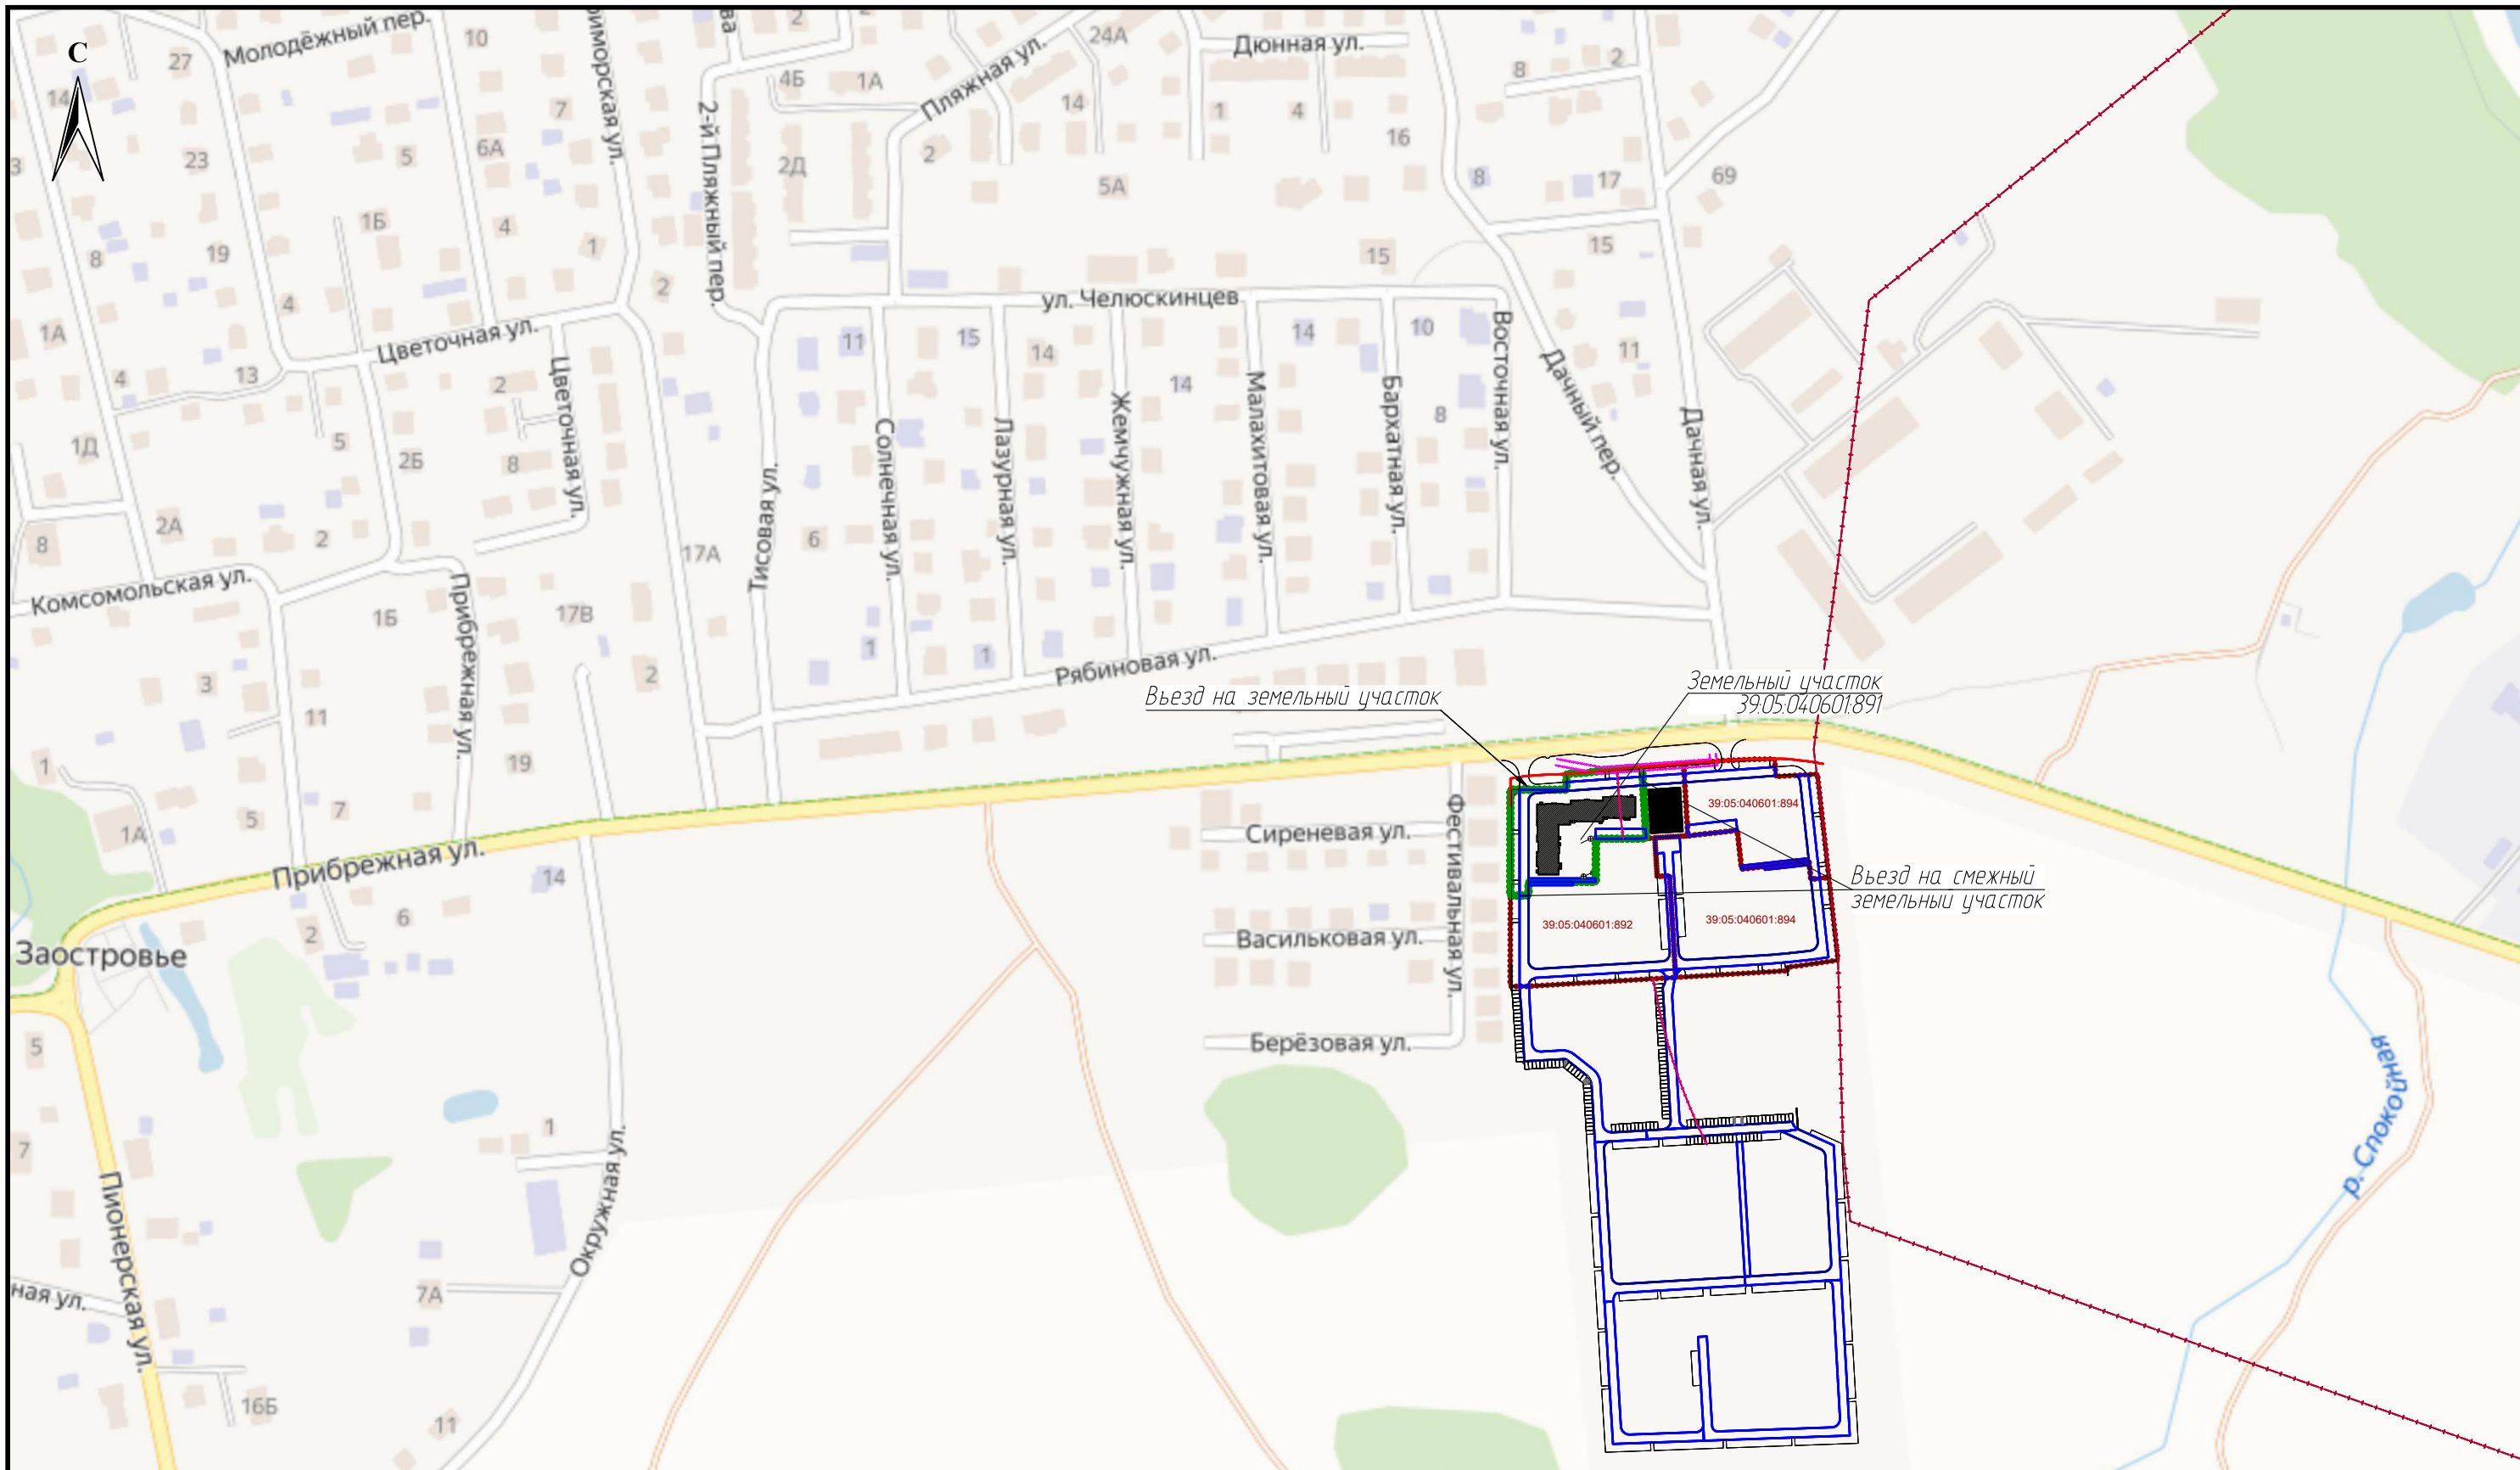 С
Молодёжный пер.
10
27
14
3
23
5
6А
7
1Б
4
1
8
19
4
1А
4
13
Цветочная ул.
2
2
4Б
1А
Пляжная ул.
24А
Дюнная ул.
14
1
4
16
2
2Д
5А
2-й Пляжный пер.
8
2
8
17
69
15
15
ул. Челюскинцев
11
15
14
14
14
10
8
11
Восточная ул.
Дачный пер.
Дачная ул.
Бархатная ул.
Малахитовая ул.
Жемчужная ул.
Лазурная ул.
Солнечная ул.
Тисовая ул.
6
17А
Цветочная ул.
2
8
5
2Б
1Д
2А
2
8
Комсомольская ул.
1Б
Прибрежная ул.
17В
2
3
11
19
1
5
7
1А
1
1
Рябиновая ул.
Въезд на земельный участок
Земельный участок
39:05:040601:891
39:05:040601:894
Въезд на смежный
земельный участок
39:05:040601:892
39:05:040601:894
Сиреневая ул.
Васильковая ул.
Берёзовая ул.
Фестивальная ул.
Прибрежная ул.
14
6
2
Заостровье
5
7
1
Пионерская ул.
Окружная ул.
7А
ная ул.
16Б
11
р. Спокойная